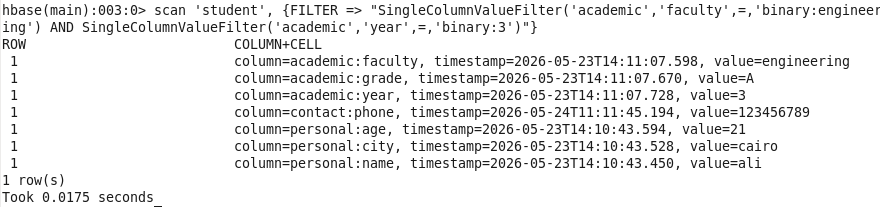 hbase(main):003:0> scan 'student', {FILTER => "SingleColumnValueFilter('academic','faculty',=,'binary:engineer
ing') AND SingleColumnValueFilter('academic','year',=,'binary:3')"}
ROW COLUMN+CELL
1 column=academic:faculty, timestamp=2026-05-23T14:11:07.598, value=engineering
1 column=academic:grade, timestamp=2026-05-23T14:11:07.670, value=A
1 column=academic:year, timestamp=2026-05-23T14:11:07.728, value=3
1 column=contact:phone, timestamp=2026-05-24T11:11:45.194, value=123456789
1 column=personal:age, timestamp=2026-05-23T14:10:43.594, value=21
1 column=personal:city, timestamp=2026-05-23T14:10:43.528, value=cairo
1 column=personal:name, timestamp=2026-05-23T14:10:43.450, value=ali
1 row(s)
Took 0.0175 seconds_